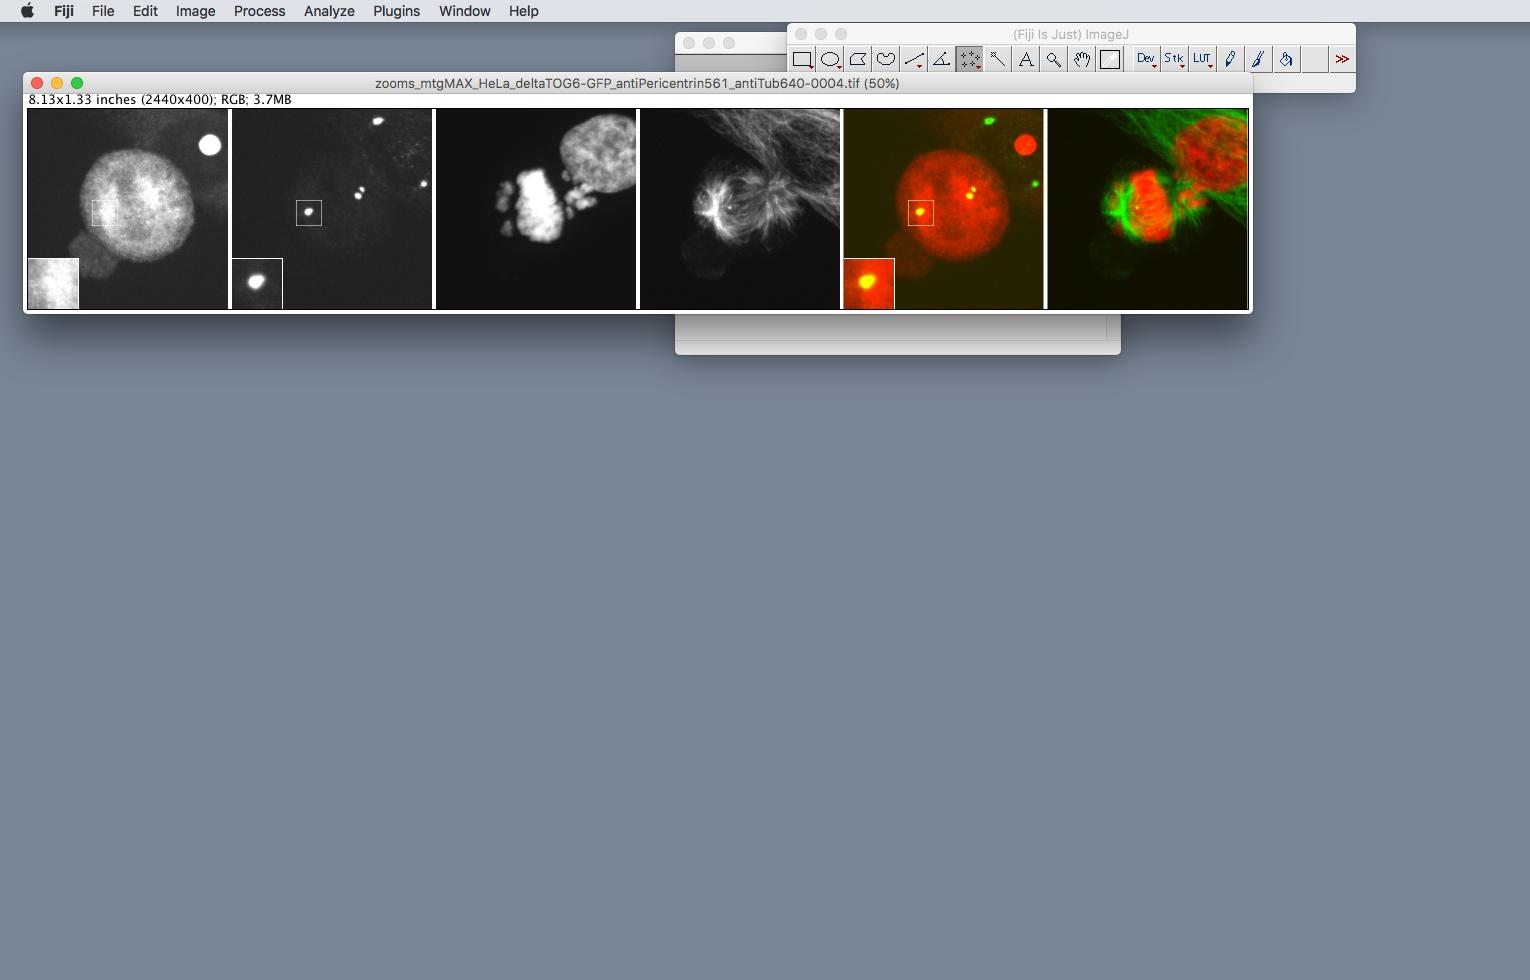 Fiji File Edit Image Process Analyze Plugins Window Help
(Fiji Is Just) ImageJ
A Dev Stk LUT >>
zooms_mtgMAX_HeLa_deltaTOG6-GFP_antiPericentrin561_antiTub640-0004.tif (50%)
8.13x1.33 inches (2440x400); RGB; 3.7MB